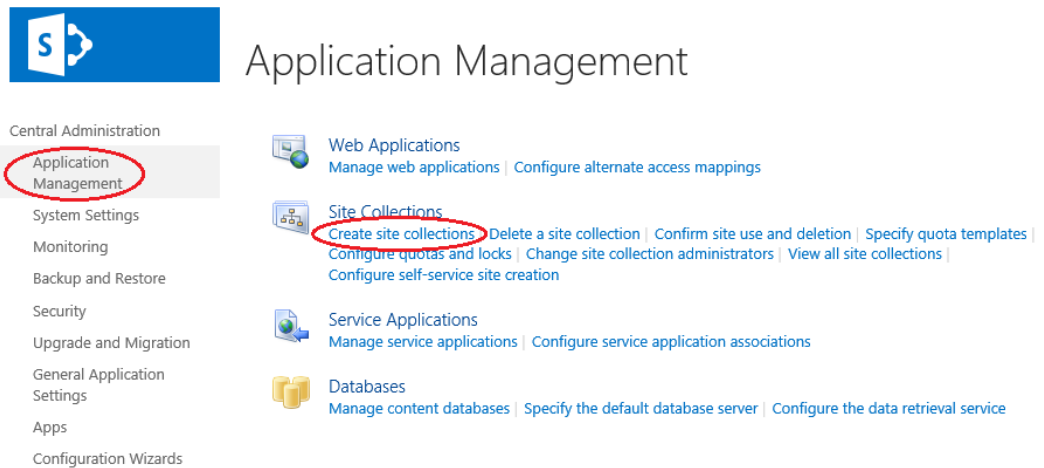 S
Application Management
Central Administration
Application
Management
System Settings
Monitoring
Backup and Restore
Security
Upgrade and Migration
General Application
Settings
Apps
Configuration Wizards
Web Applications
Manage web applications | Configure alternate access mappings
Site Collections
Create site collections | Delete a site collection | Confirm site use and deletion | Specify quota templates |
Configure quotas and locks | Change site collection administrators | View all site collections |
Configure self-service site creation
Service Applications
Manage service applications | Configure service application associations
Databases
Manage content databases | Specify the default database server | Configure the data retrieval service